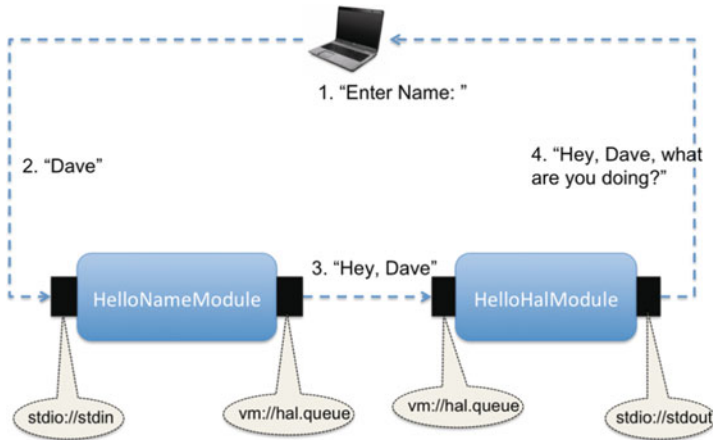 1. “Enter Name: ”
2. “Dave”
4. “Hey, Dave, what
are you doing?”
3. “Hey, Dave”
HelloNameModule
HelloHalModule
stdio://stdin
vm://hal.queue
vm://hal.queue
stdio://stdout